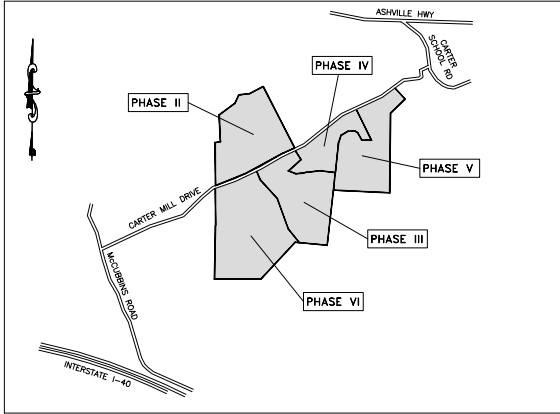 ASHVILLE HWY
CARTER
SCHOOL RD
PHASE IV
PHASE II
PHASE V
CARTER MILL DRIVE
PHASE III
McCUBBINS ROAD
PHASE VI
INTERSTATE I-40